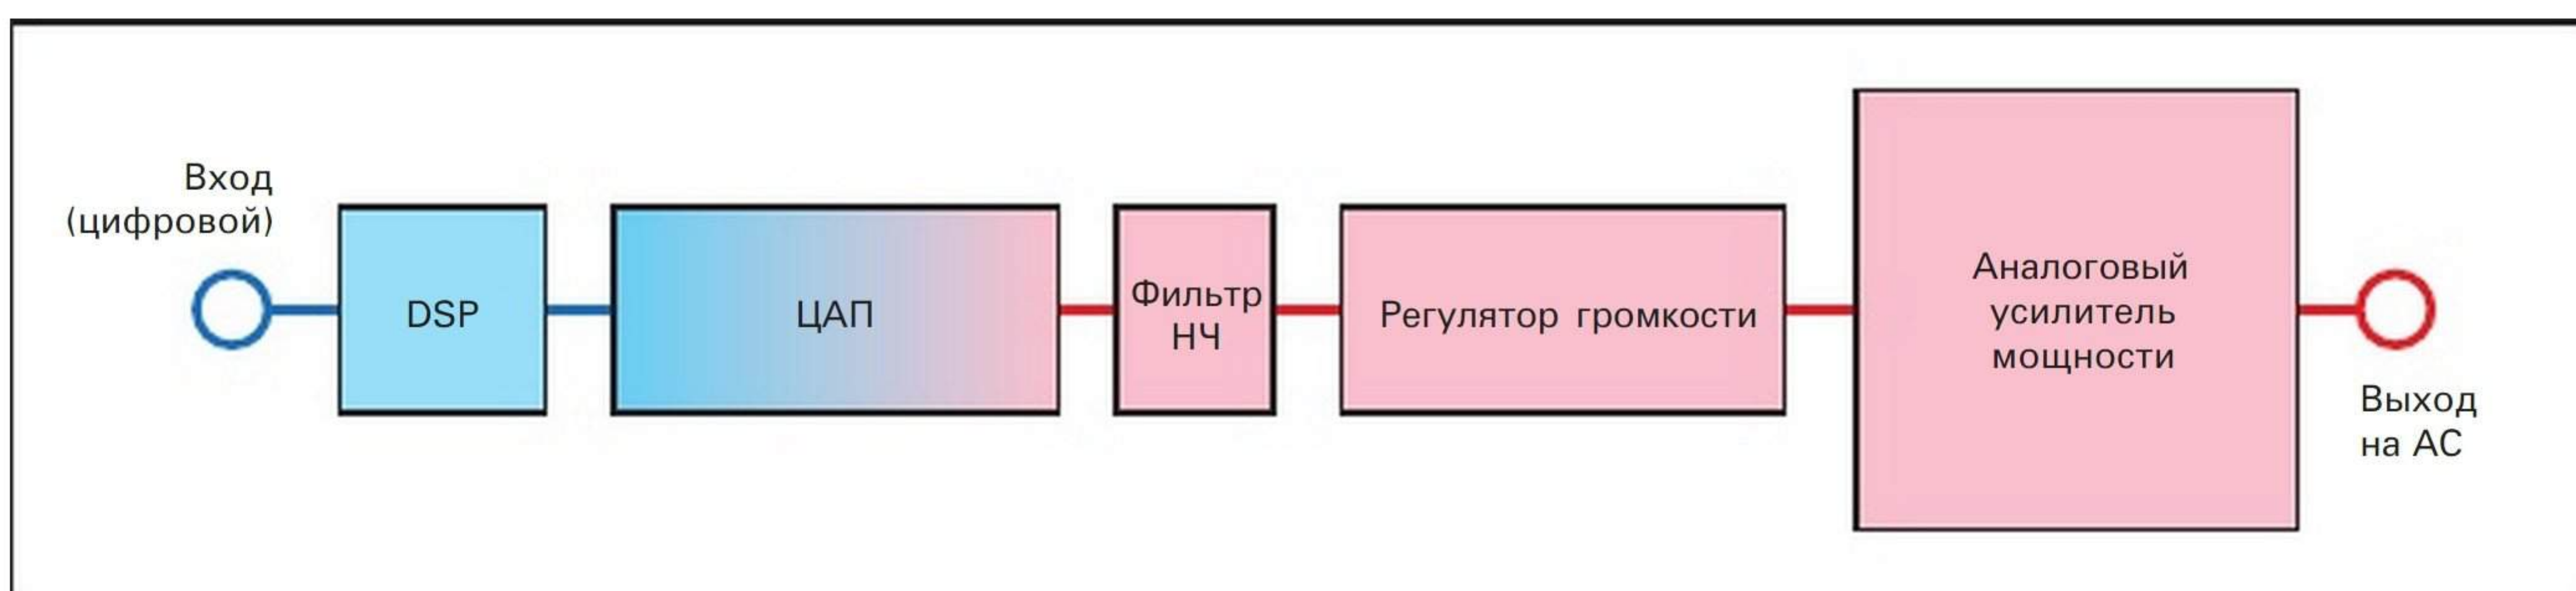 Вход
(цифровой)
DSP
ЦАП
Фильтр
НЧ
Регулятор громкости
Аналоговый
усилитель
мощности
Выход
на АС